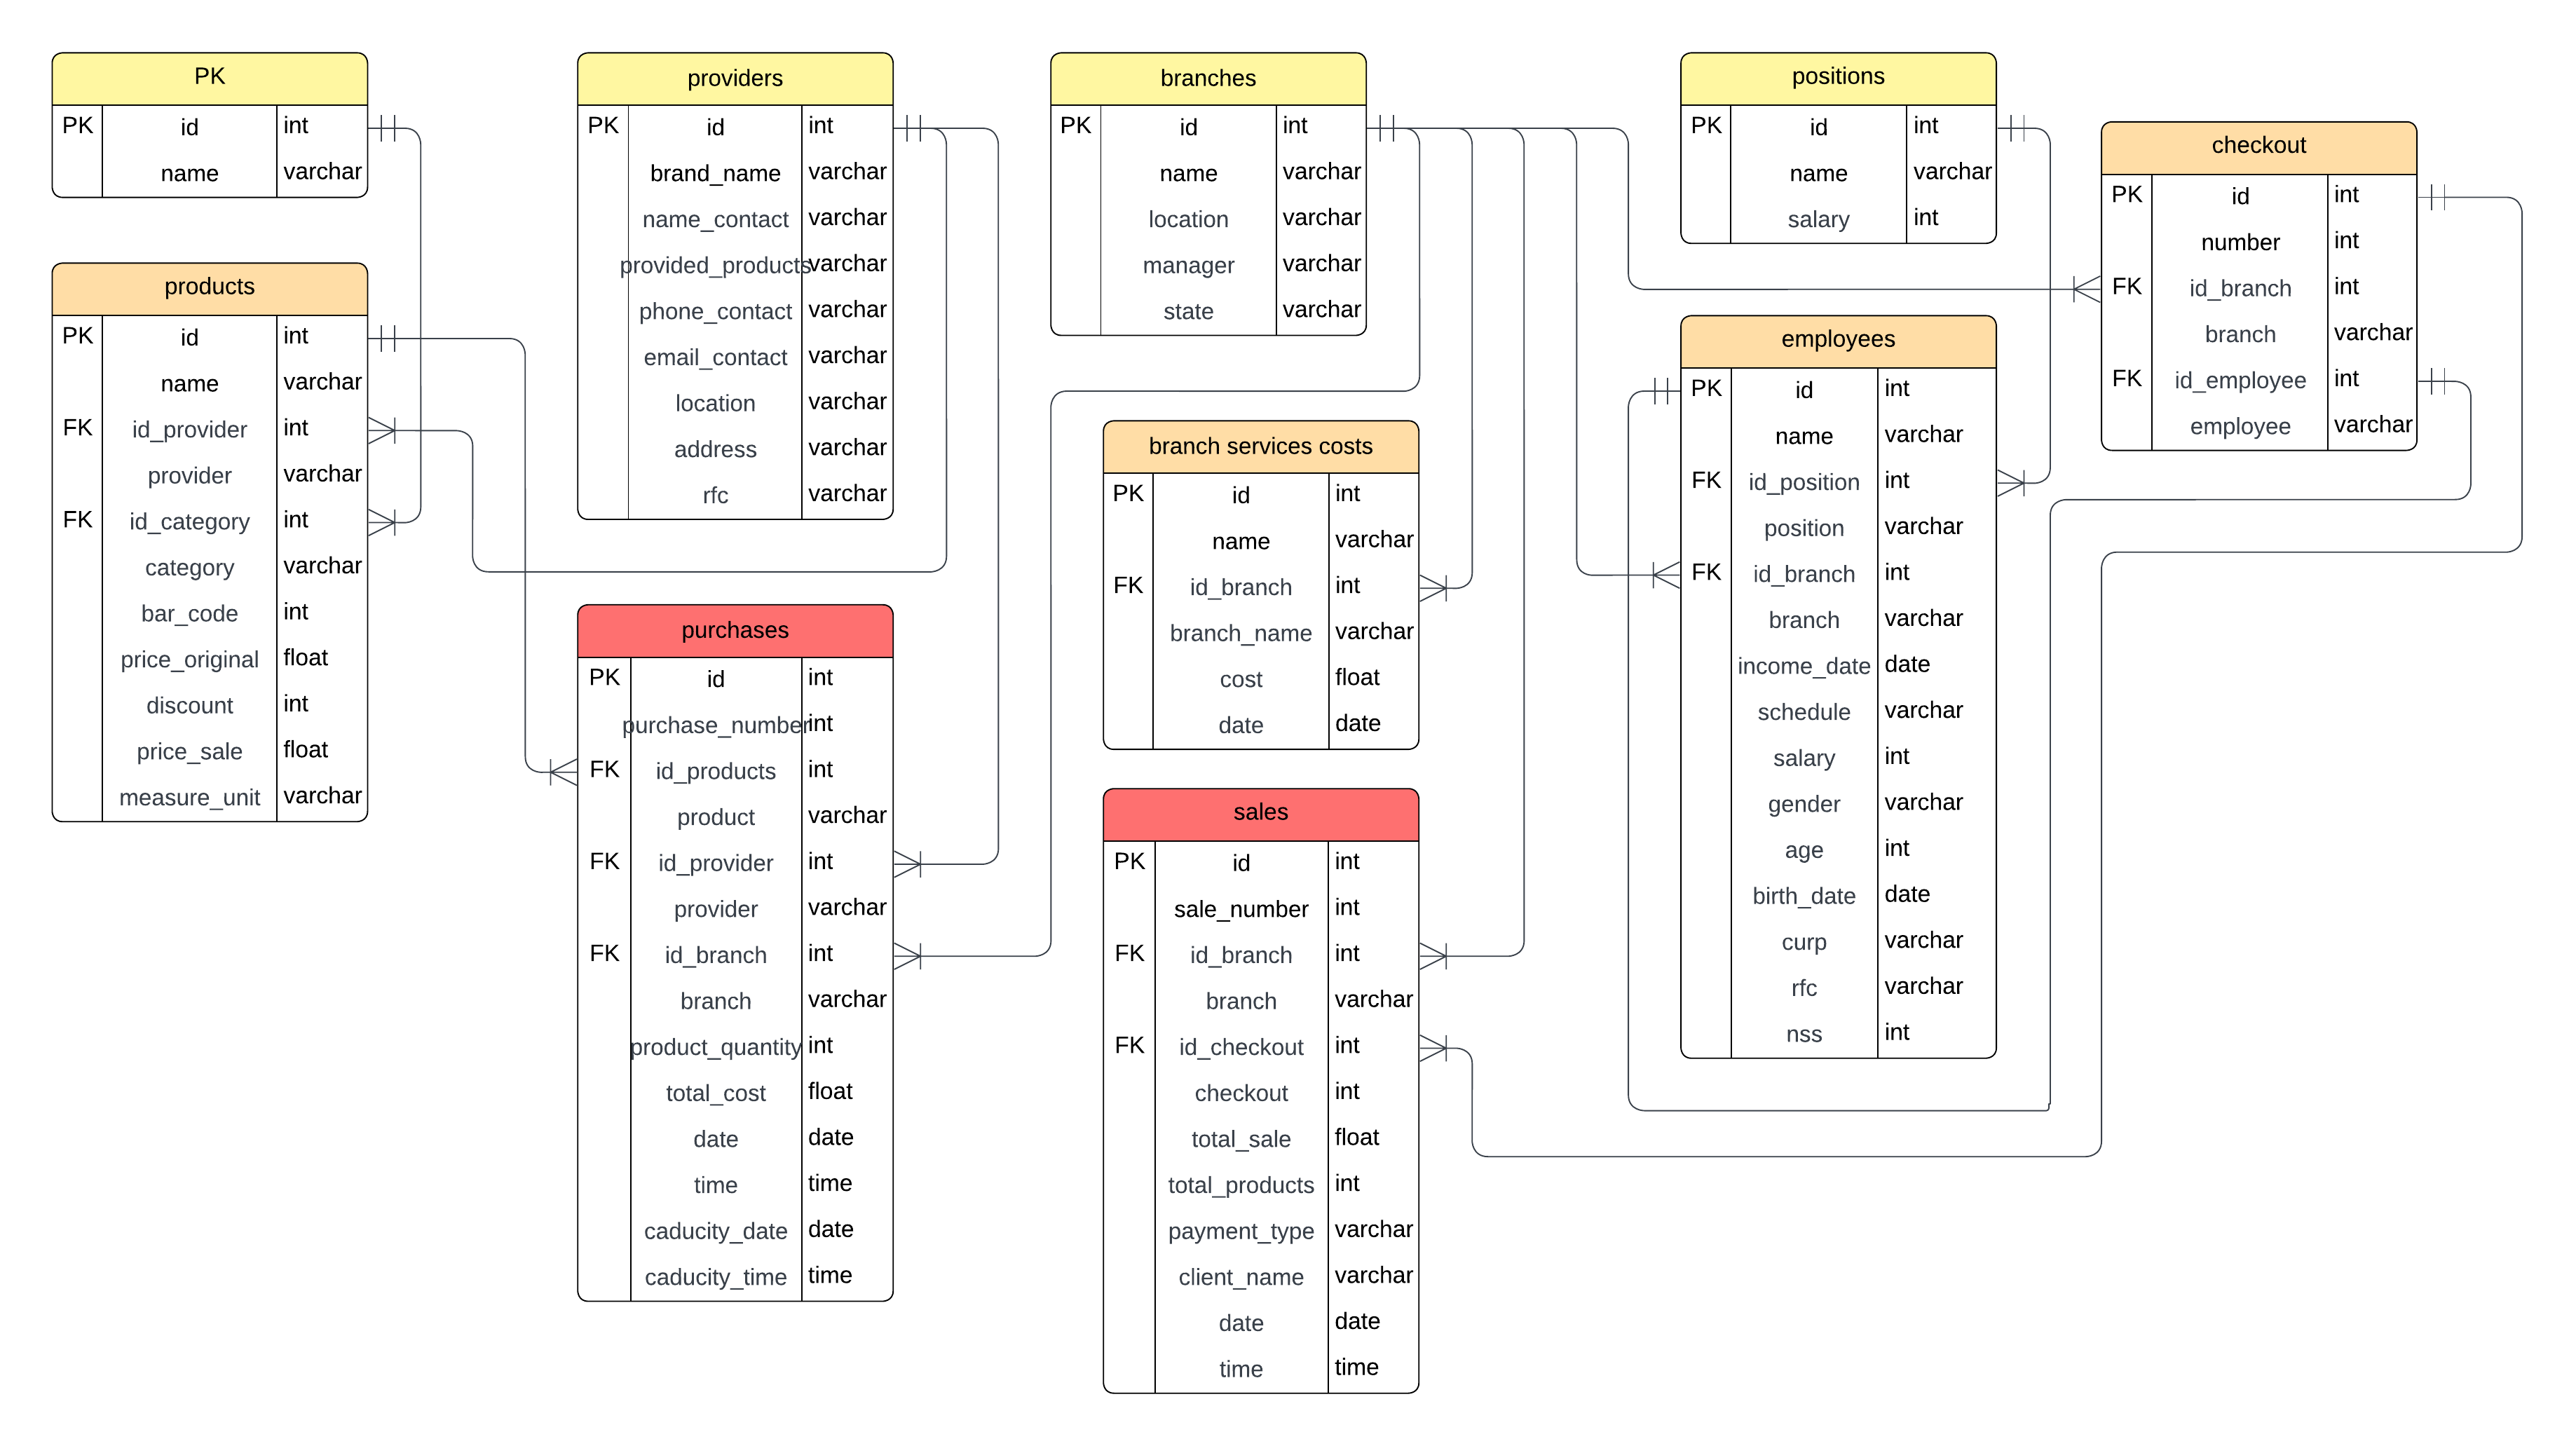 PK
PK id int
name varchar
products
PK id int
name varchar
FK id_provider int
provider varchar
FK id_category int
category varchar
bar_code int
price_original float
discount int
price_sale float
measure_unit varchar
providers
PK id int
brand_name varchar
name_contact varchar
provided_products varchar
phone_contact varchar
email_contact varchar
location varchar
address varchar
rfc varchar
purchases
PK id int
purchase_number int
FK id_products int
product varchar
FK id_provider int
provider varchar
FK id_branch int
branch varchar
product_quantity int
total_cost float
date date
time time
caducity_date date
caducity_time time
branches
PK id int
name varchar
location varchar
manager varchar
state varchar
branch services costs
PK id int
name varchar
FK id_branch int
branch_name varchar
cost float
date date
sales
PK id int
sale_number int
FK id_branch int
branch varchar
FK id_checkout int
checkout int
total_sale float
total_products int
payment_type varchar
client_name varchar
date date
time time
positions
PK id int
name varchar
salary int
employees
PK id int
name varchar
FK id_position int
position varchar
FK id_branch int
branch varchar
income_date date
schedule varchar
salary int
gender varchar
age int
birth_date date
curp varchar
rfc varchar
nss int
checkout
PK id int
number int
FK id_branch int
branch varchar
FK id_employee int
employee varchar